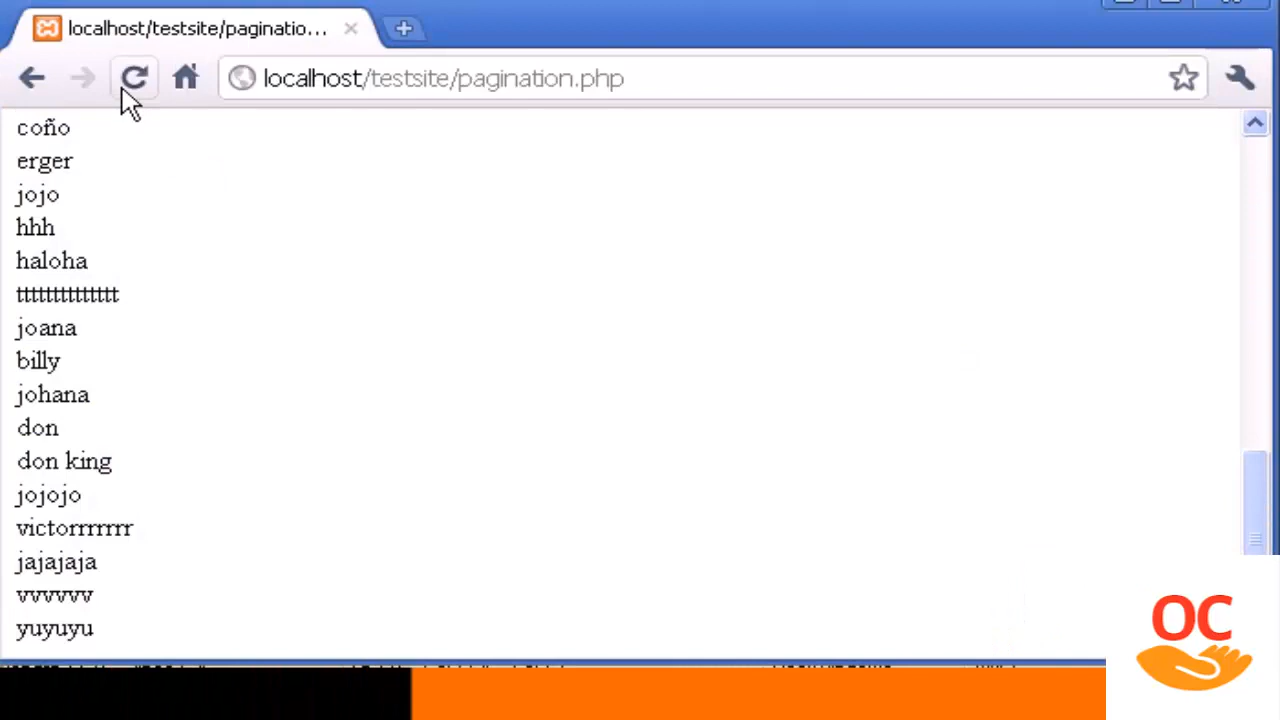 localhost/testsite/paginatio...
localhost/testsite/pagination.php
coño
erger
jojo
hhh
haloha
tttttttttttttt
joana
billy
johana
don
don king
jojojo
victorrrrrrr
jajajaja
vvvvvv
yuyuyu
OC